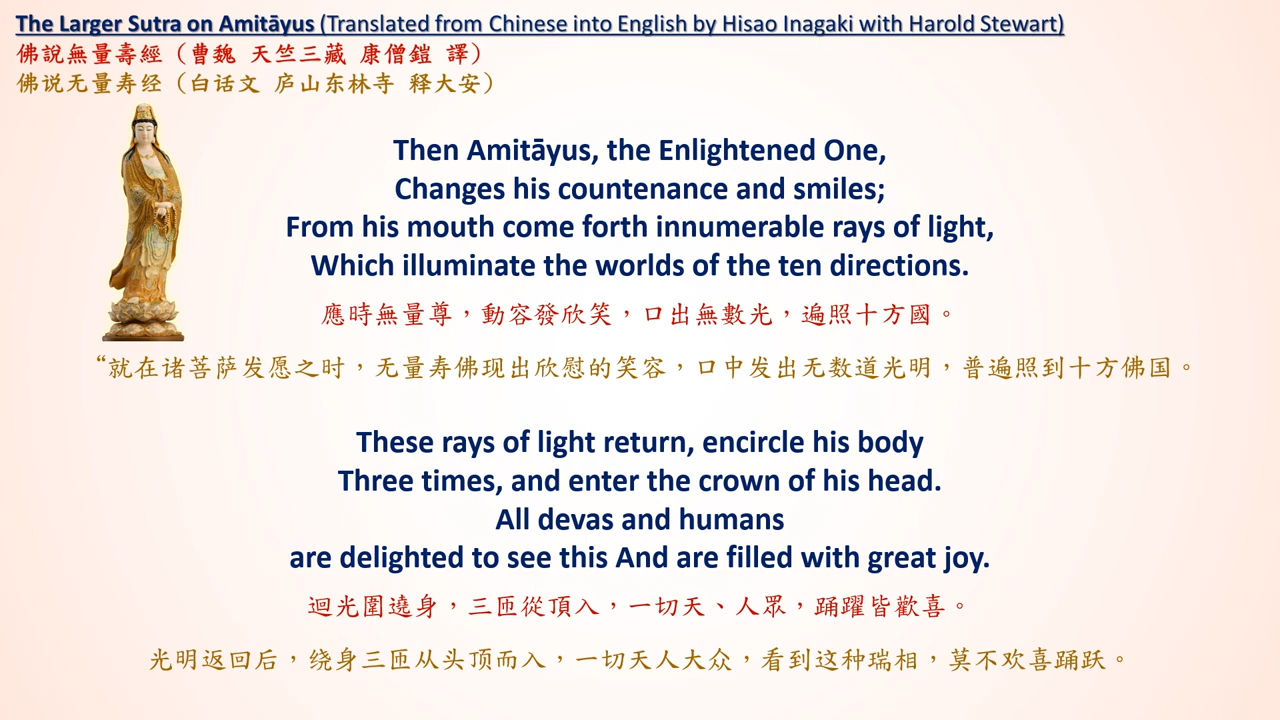 The Larger Sutra on Amitāyus (Translated from Chinese into English by Hisao Inagaki with Harold Stewart)
佛說無量壽經（曹魏 天竺三藏 康僧鎧 譯）
佛说无量寿经（白话文 庐山东林寺 释大安）
Then Amitāyus, the Enlightened One,
Changes his countenance and smiles;
From his mouth come forth innumerable rays of light,
Which illuminate the worlds of the ten directions.
應時無量尊，動容發欣笑，口出無數光，遍照十方國。
“就在诸菩萨发愿之时，无量寿佛现出欣慰的笑容，口中发出无数道光明，普遍照到十方佛国。
These rays of light return, encircle his body
Three times, and enter the crown of his head.
All devas and humans
are delighted to see this And are filled with great joy.
迴光圍遶身，三匝從頂入，一切天、人眾，踊躍皆歡喜。
光明返回后，绕身三匝从头顶而入，一切天人大众，看到这种瑞相，莫不欢喜踊跃。